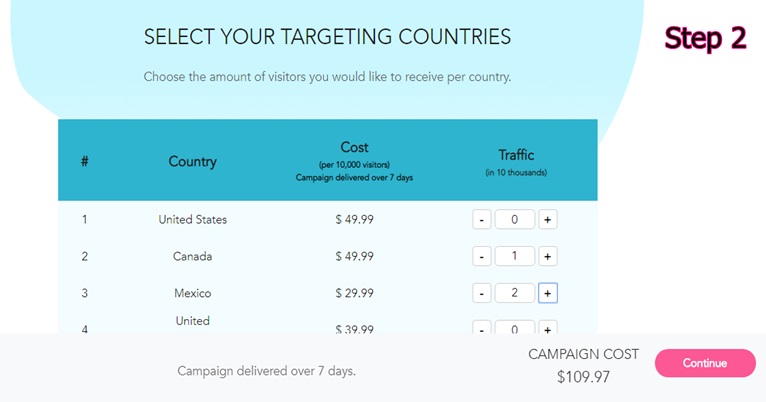 SELECT YOUR TARGETING COUNTRIES
Step 2
Choose the amount of visitors you would like to receive per country.
# Country Cost (per 10,000 visitors) Campaign delivered over 7 days Traffic (in 10 thousands)
1 United States $ 49.99 - 0 +
2 Canada $ 49.99 - 1 +
3 Mexico $ 29.99 - 2 +
4 United $ 39.99 - 0 +
Campaign delivered over 7 days.
CAMPAIGN COST
$109.97
Continue